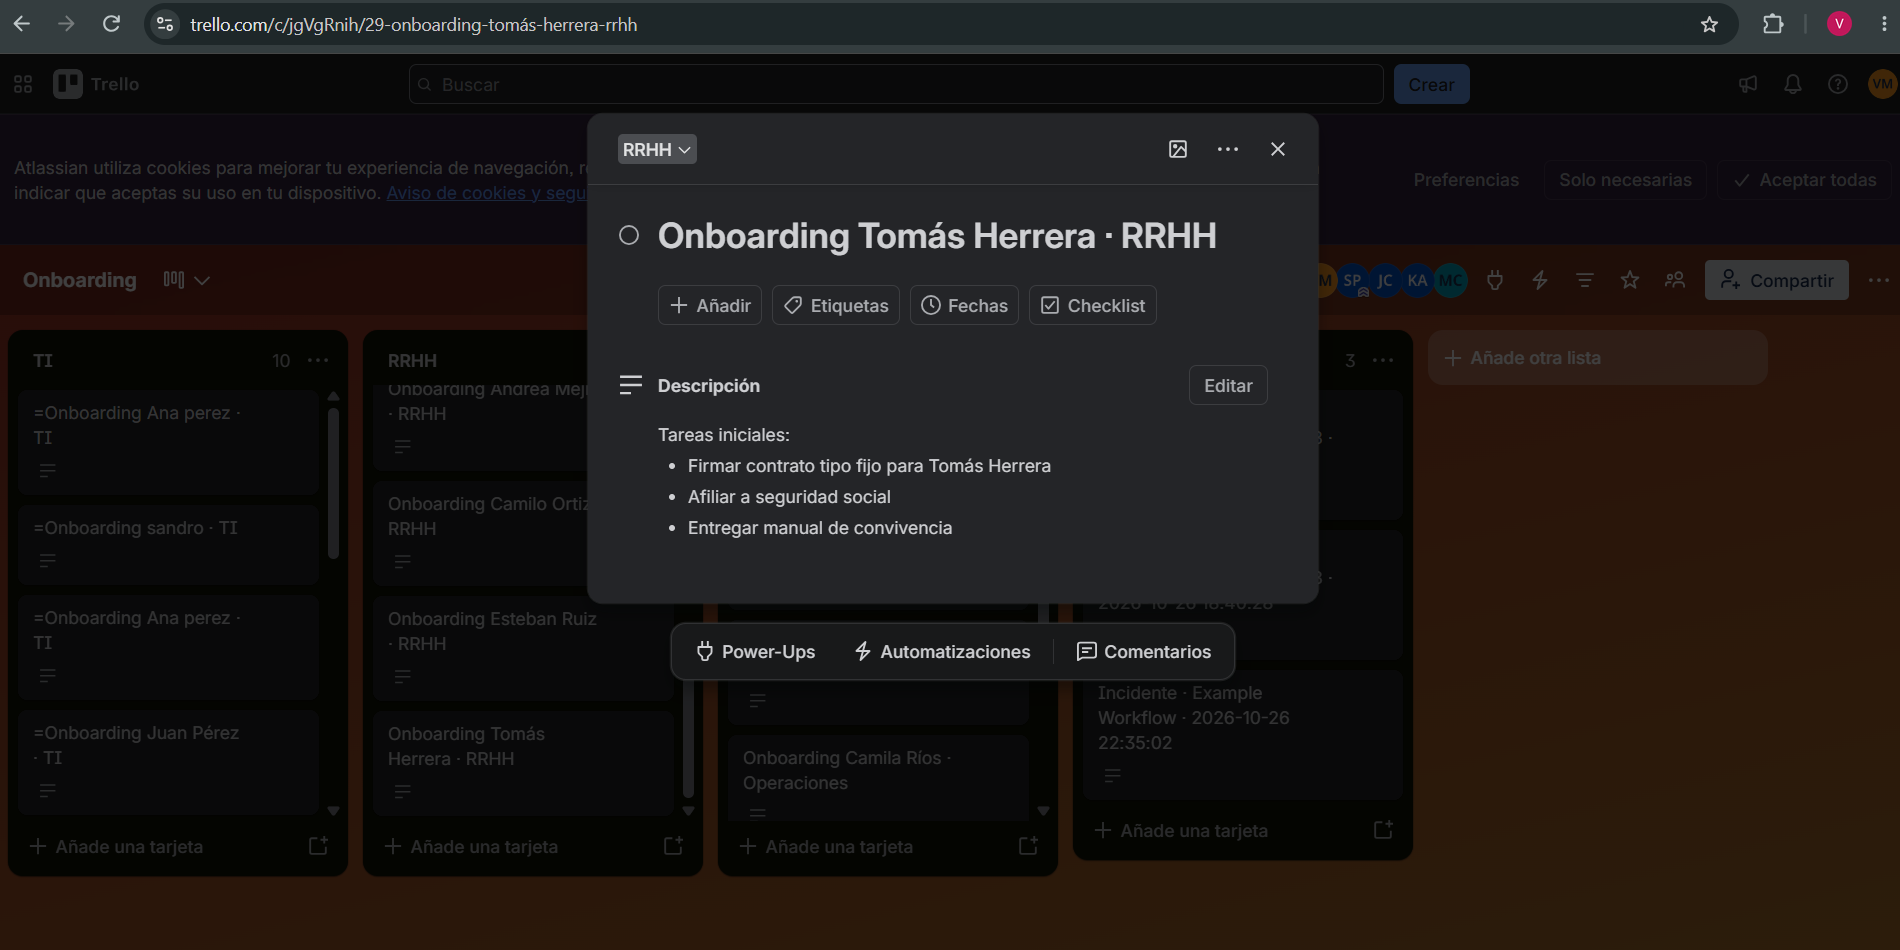 trello.com/c/jgVgRnih/29-onboarding-tomás-herrera-rrhh
V
Trello
Buscar
Crear
VM
Atlassian utiliza cookies para mejorar tu experiencia de navegación,
indicar que aceptas su uso en tu dispositivo. Aviso de cookies y segu
Preferencias
Solo necesarias
Aceptar todas
RRHH
Onboarding Tomás Herrera · RRHH
Añadir
Etiquetas
Fechas
Checklist
Descripción
Editar
Tareas iniciales:
• Firmar contrato tipo fijo para Tomás Herrera
• Afiliar a seguridad social
• Entregar manual de convivencia
Power-Ups
Automatizaciones
Comentarios
Onboarding
M
SP
JC
KA
MC
Compartir
TI
10
=Onboarding Ana perez ·
TI
=Onboarding sandro · TI
=Onboarding Ana perez ·
TI
=Onboarding Juan Pérez
· TI
Añade una tarjeta
RRHH
Onboarding Andrea Mej
· RRHH
Onboarding Camilo Ortiz
RRHH
Onboarding Esteban Ruiz
· RRHH
Onboarding Tomás
Herrera · RRHH
Añade una tarjeta
Onboarding Camila Ríos ·
Operaciones
Añade una tarjeta
3
Incidente · Example
Workflow · 2026-10-26
22:35:02
Añade una tarjeta
Añade otra lista